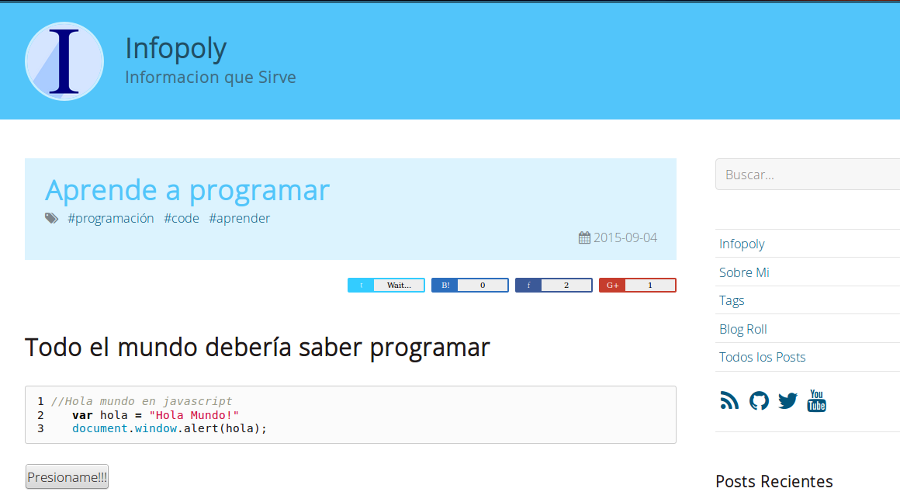 I
Infopoly
Informacion que Sirve
Aprende a programar
#programación #code #aprender
2015-09-04
t Wait...
B! 0
f 2
G+ 1
Todo el mundo debería saber programar
1 //Hola mundo en javascript
2 var hola = "Hola Mundo!"
3 document.window.alert(hola);
Presioname!!!
Buscar...
Infopoly
Sobre Mi
Tags
Blog Roll
Todos los Posts
You
Tube
Posts Recientes